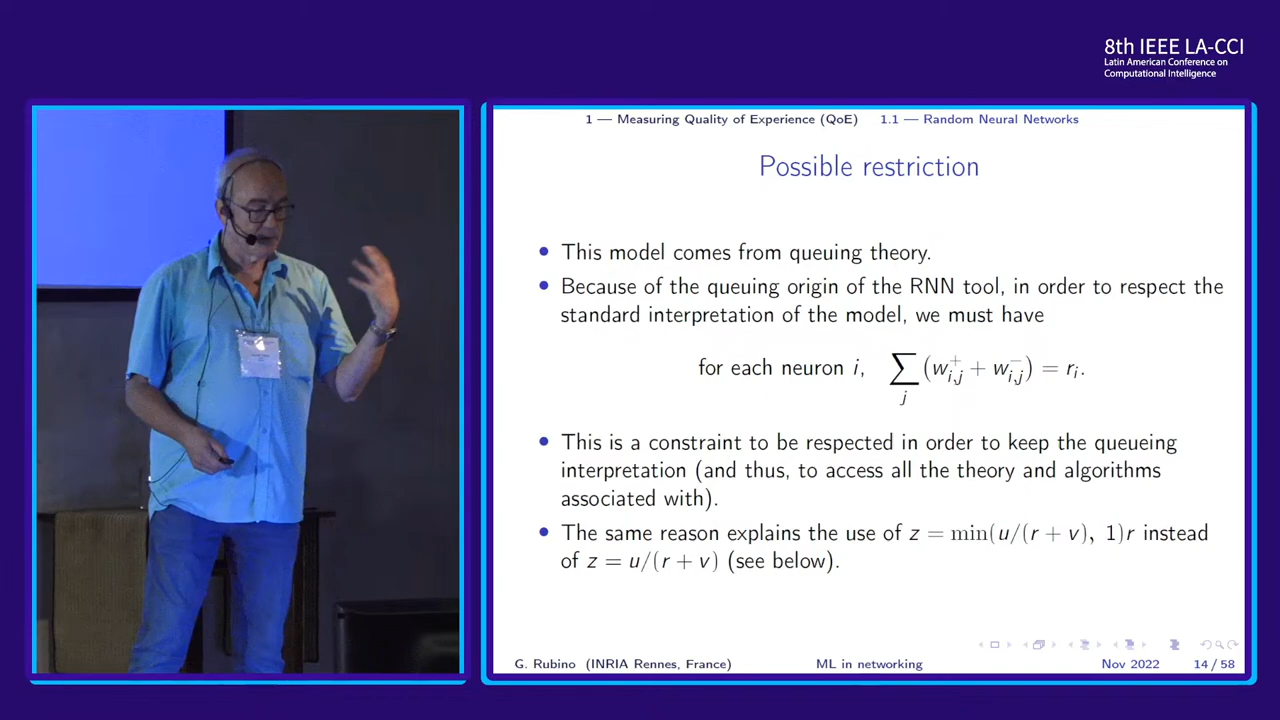 8th IEEE LA-CCI
Latin American Conference on
Computational Intelligence
1 — Measuring Quality of Experience (QoE) 1.1 — Random Neural Networks
Possible restriction
• This model comes from queuing theory.
• Because of the queuing origin of the RNN tool, in order to respect the
standard interpretation of the model, we must have
for each neuron i, ∑_j (w⁺_{i,j} + w⁻_{i,j}) = r_i.
• This is a constraint to be respected in order to keep the queueing
interpretation (and thus, to access all the theory and algorithms
associated with).
• The same reason explains the use of z = min(u/(r + v), 1)r instead
of z = u/(r + v) (see below).
G. Rubino (INRIA Rennes, France) ML in networking Nov 2022 14 / 58